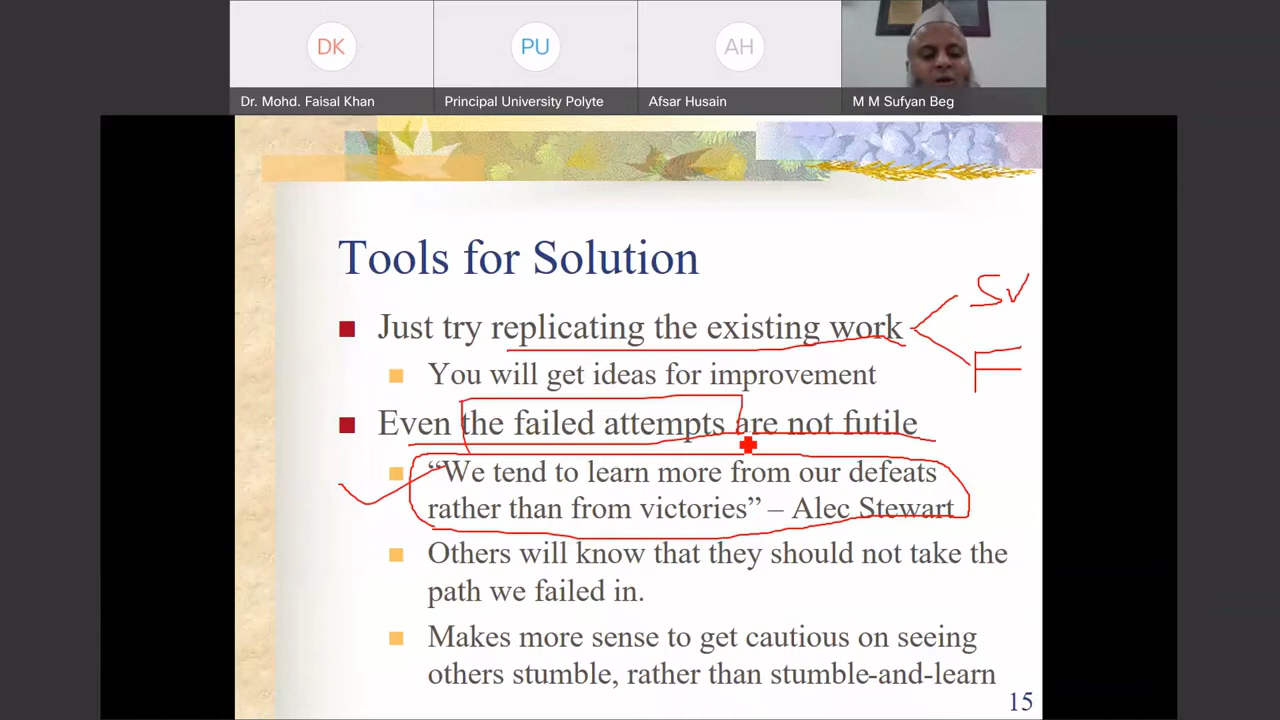 DK
PU
AH
Dr. Mohd. Faisal Khan
Principal University Polyte
Afsar Husain
M M Sufyan Beg
Tools for Solution
Just try replicating the existing work
You will get ideas for improvement
Even the failed attempts are not futile
“We tend to learn more from our defeats
rather than from victories” – Alec Stewart
Others will know that they should not take the
path we failed in.
Makes more sense to get cautious on seeing
others stumble, rather than stumble-and-learn
15
F